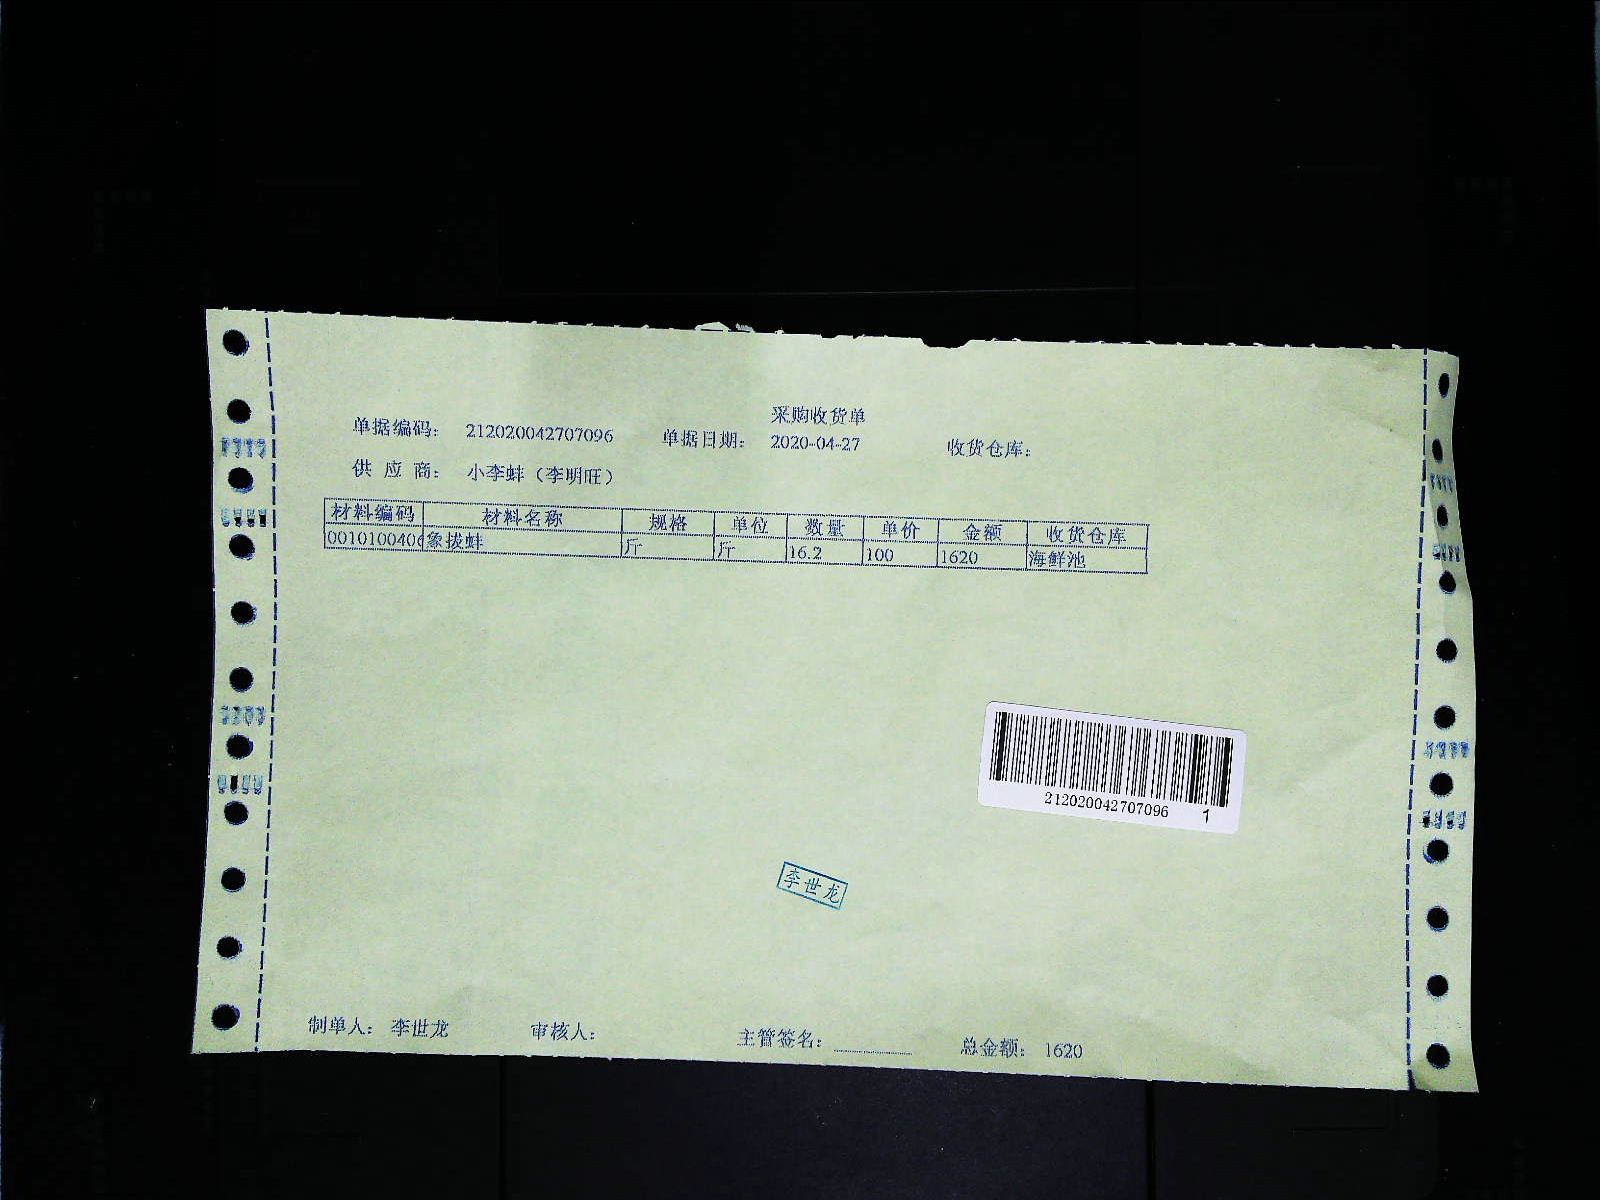 采购收货单
单据编码: 212020042707096 单据日期: 2020-04-27 收货仓库:
供应商: 小李蚌（李明旺）
材料编码 材料名称 规格 单位 数量 单价 金额 收货仓库
0010100406 象拔蚌 斤 斤 16.2 100 1620 海鲜池
212020042707096 1
李世龙
制单人: 李世龙 审核人: 主管签名: 总金额: 1620